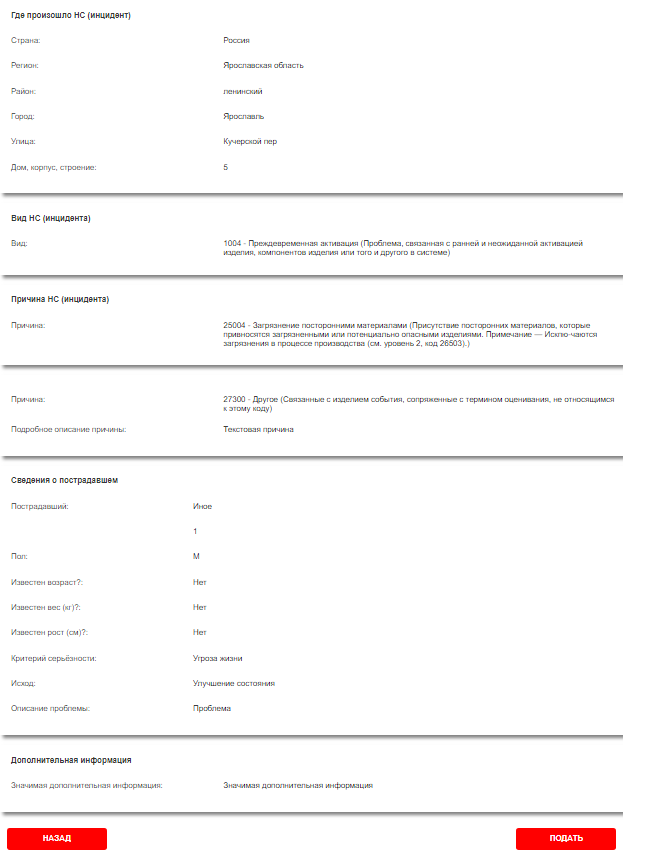 Где произошло НС (инцидент)
Страна: Россия
Регион: Ярославская область
Район: ленинский
Город: Ярославль
Улица: Кучерской пер
Дом, корпус, строение: 5
Вид НС (инцидента)
Вид: 1004 - Преждевременная активация (Проблема, связанная с ранней и неожиданной активацией
изделия, компонентов изделия или того и другого в системе)
Причина НС (инцидента)
Причина: 25004 - Загрязнение посторонними материалами (Присутствие посторонних материалов, которые
привносятся загрязненными или потенциально опасными изделиями. Примечание — Исклю-чаются
загрязнения в процессе производства (см. уровень 2, код 26503).)
Причина: 27300 - Другое (Связанные с изделием события, сопряженные с термином оценивания, не относящимся
к этому коду)
Подробное описание причины: Текстовая причина
Сведения о пострадавшем
Пострадавший: Иное
1
Пол: М
Известен возраст?: Нет
Известен вес (кг)?: Нет
Известен рост (см)?: Нет
Критерий серьёзности: Угроза жизни
Исход: Улучшение состояния
Описание проблемы: Проблема
Дополнительная информация
Значимая дополнительная информация: Значимая дополнительная информация
НАЗАД ПОДАТЬ